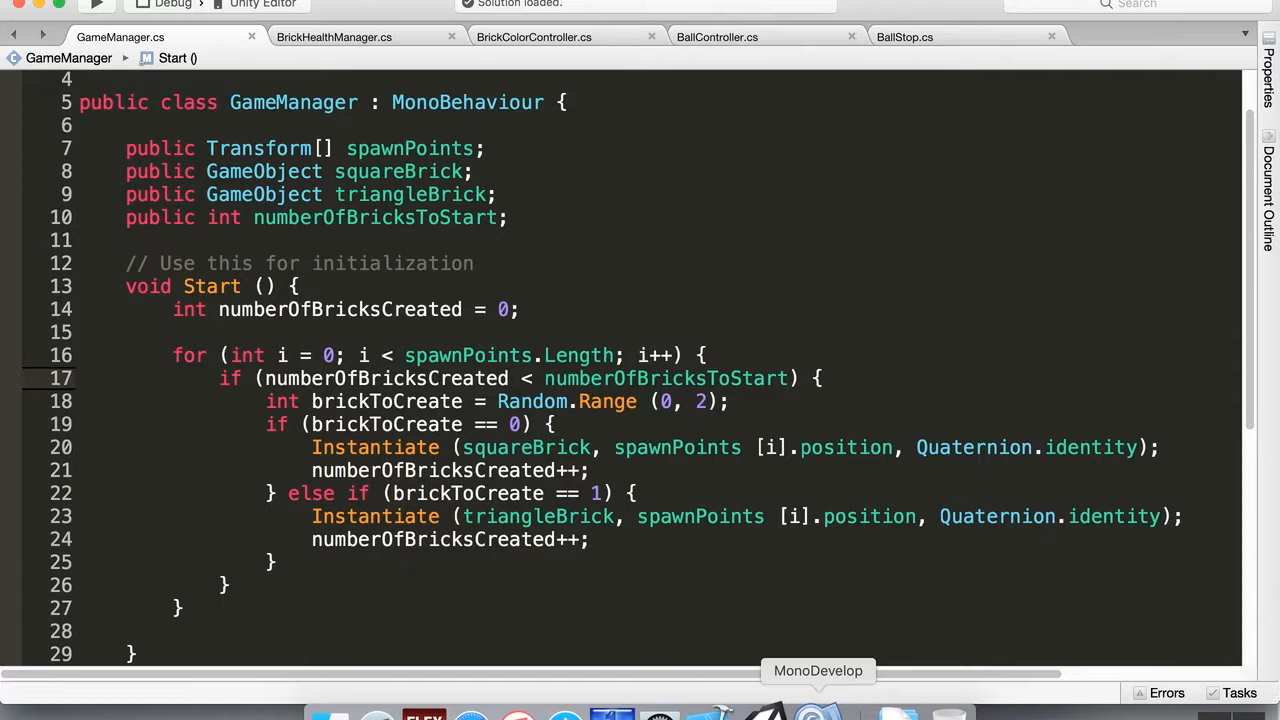 Debug
Unity Editor
Solution loaded.
Search
GameManager.cs
BrickHealthManager.cs
BrickColorController.cs
BallController.cs
BallStop.cs
GameManager
M Start ()
4
5 public class GameManager : MonoBehaviour {
6
7 public Transform[] spawnPoints;
8 public GameObject squareBrick;
9 public GameObject triangleBrick;
10 public int numberOfBricksToStart;
11
12 // Use this for initialization
13 void Start () {
14 int numberOfBricksCreated = 0;
15
16 for (int i = 0; i < spawnPoints.Length; i++) {
17 if (numberOfBricksCreated < numberOfBricksToStart) {
18 int brickToCreate = Random.Range (0, 2);
19 if (brickToCreate == 0) {
20 Instantiate (squareBrick, spawnPoints [i].position, Quaternion.identity);
21 numberOfBricksCreated++;
22 } else if (brickToCreate == 1) {
23 Instantiate (triangleBrick, spawnPoints [i].position, Quaternion.identity);
24 numberOfBricksCreated++;
25 }
26 }
27 }
28
29 }
Properties
Document Outline
MonoDevelop
Errors
Tasks
FLEX